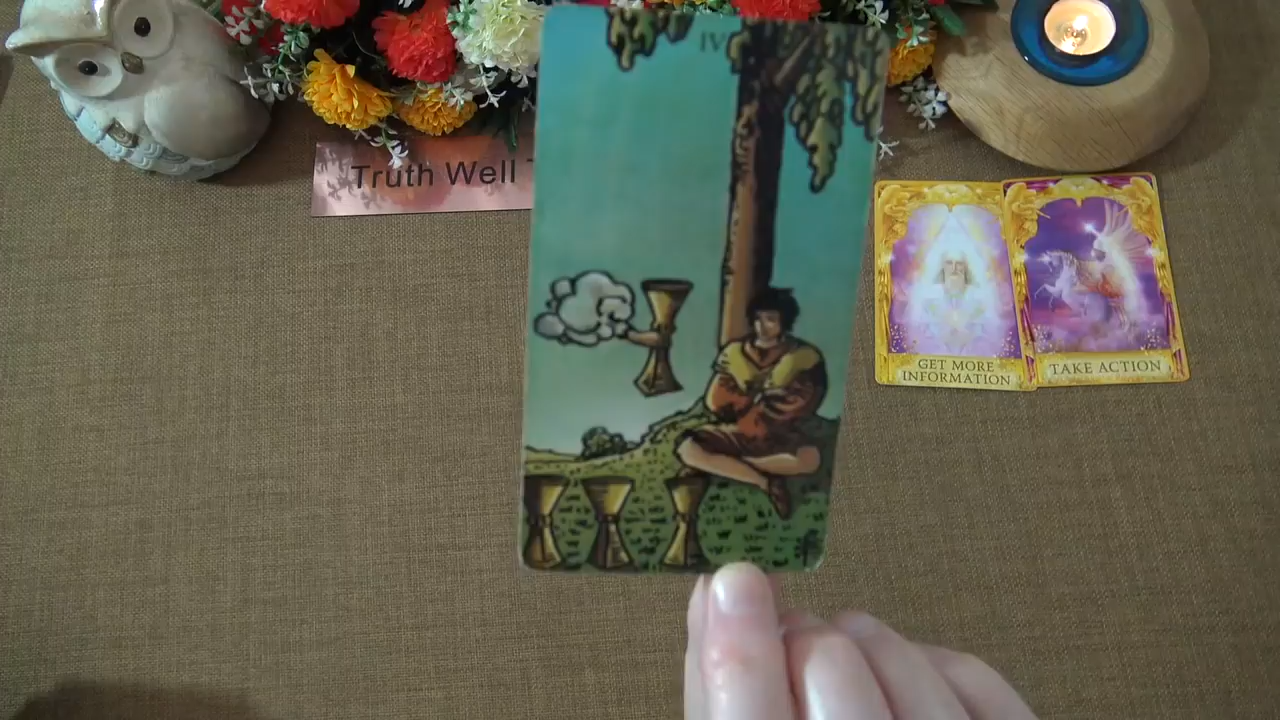 IV
Truth Well
GET MORE
INFORMATION
TAKE ACTION